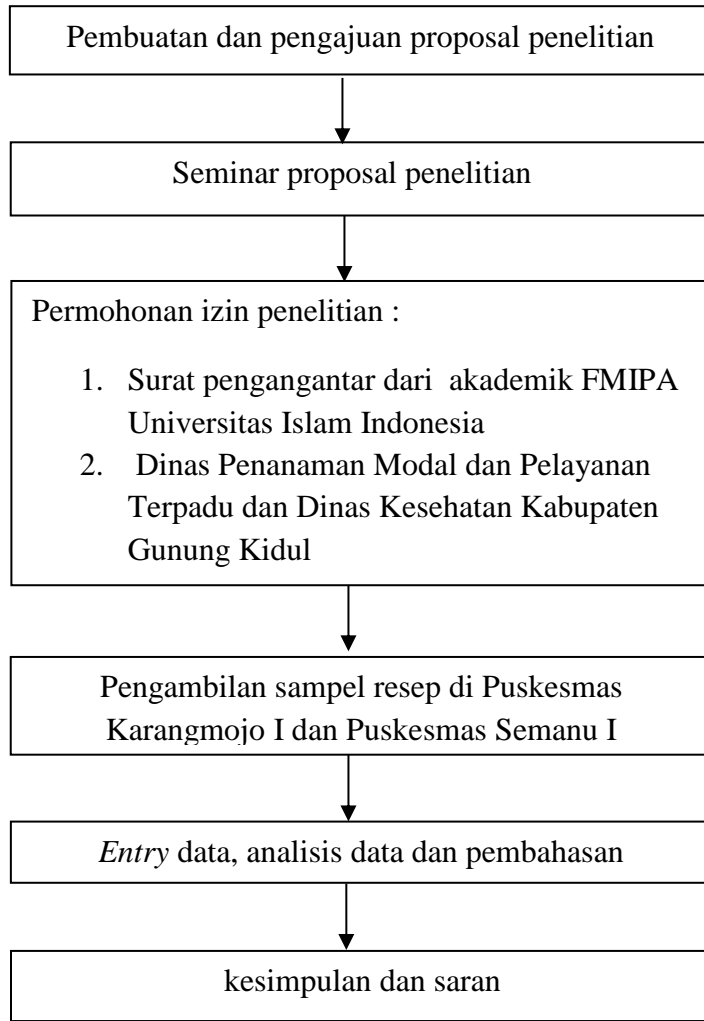 Pembuatan dan pengajuan proposal penelitian
Seminar proposal penelitian
Permohonan izin penelitian :
1. Surat pengangantar dari akademik FMIPA
Universitas Islam Indonesia
2. Dinas Penanaman Modal dan Pelayanan
Terpadu dan Dinas Kesehatan Kabupaten
Gunung Kidul
Pengambilan sampel resep di Puskesmas
Karangmojo I dan Puskesmas Semanu I
Entry data, analisis data dan pembahasan
kesimpulan dan saran